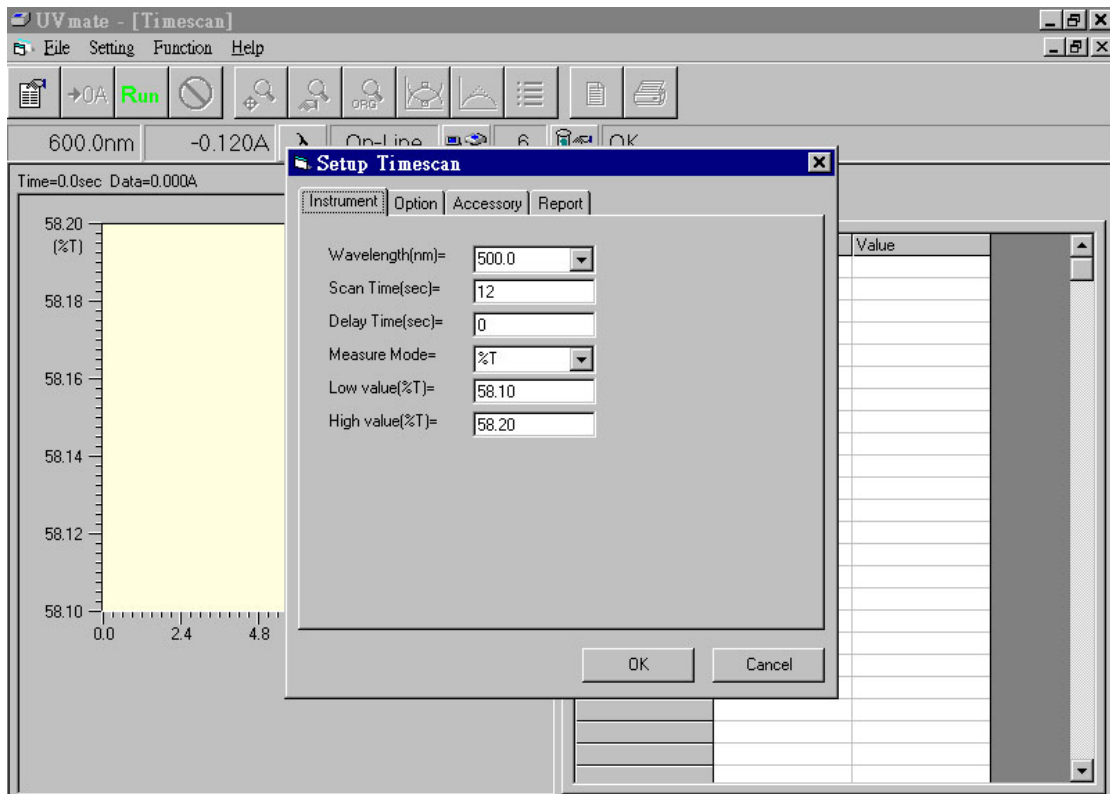 UVmate - [Timescan]
Eile Setting Function Help
→0A Run ORG
600.0nm -0.120A λ On-Line 6 OK
Time=0.0sec Data=0.000A
58.20
(%T)
58.18
58.16
58.14
58.12
58.10
0.0 2.4 4.8
Setup Timescan
Instrument Option Accessory Report
Wavelength(nm)= 500.0
Scan Time(sec)= 12
Delay Time(sec)= 0
Measure Mode= %T
Low value(%T)= 58.10
High value(%T)= 58.20
OK Cancel
Value